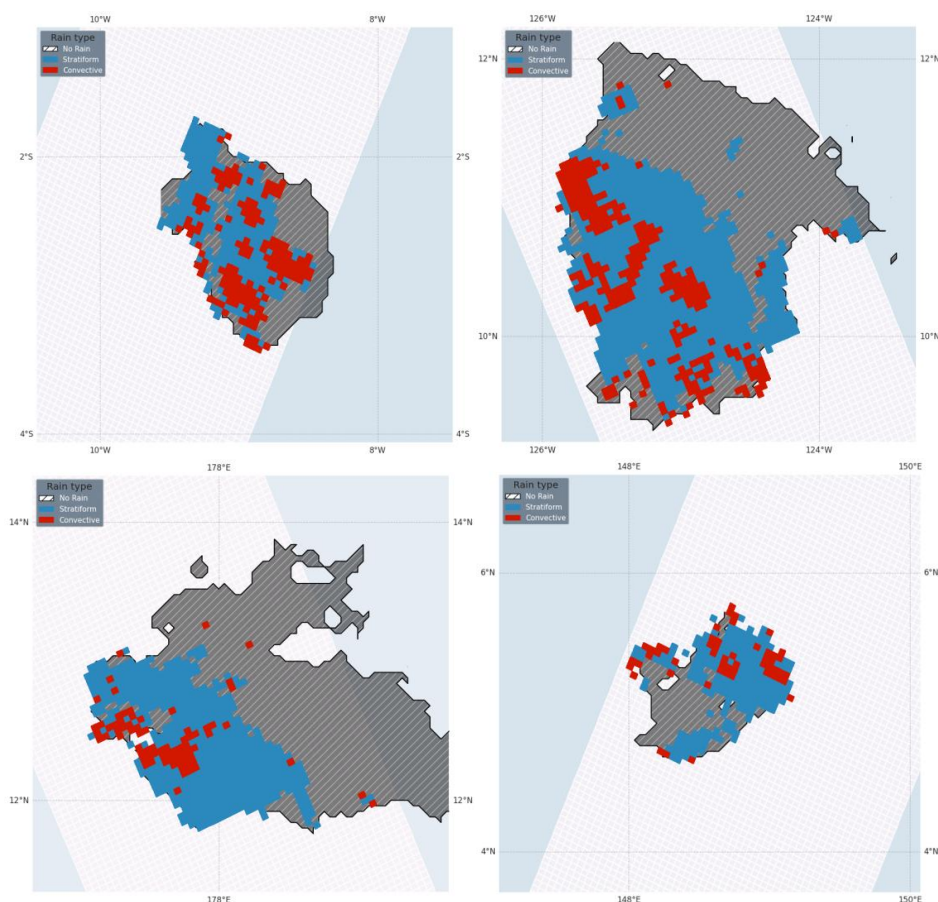 10°W
8°W
Rain type
No Rain
Stratiform
Convective
2°S
2°S
4°S
4°S
10°W
8°W
126°W
124°W
Rain type
No Rain
Stratiform
Convective
12°N
12°N
10°N
10°N
126°W
124°W
178°E
Rain type
No Rain
Stratiform
Convective
14°N
14°N
12°N
12°N
178°E
148°E
150°E
Rain type
No Rain
Stratiform
Convective
6°N
6°N
4°N
4°N
148°E
150°E